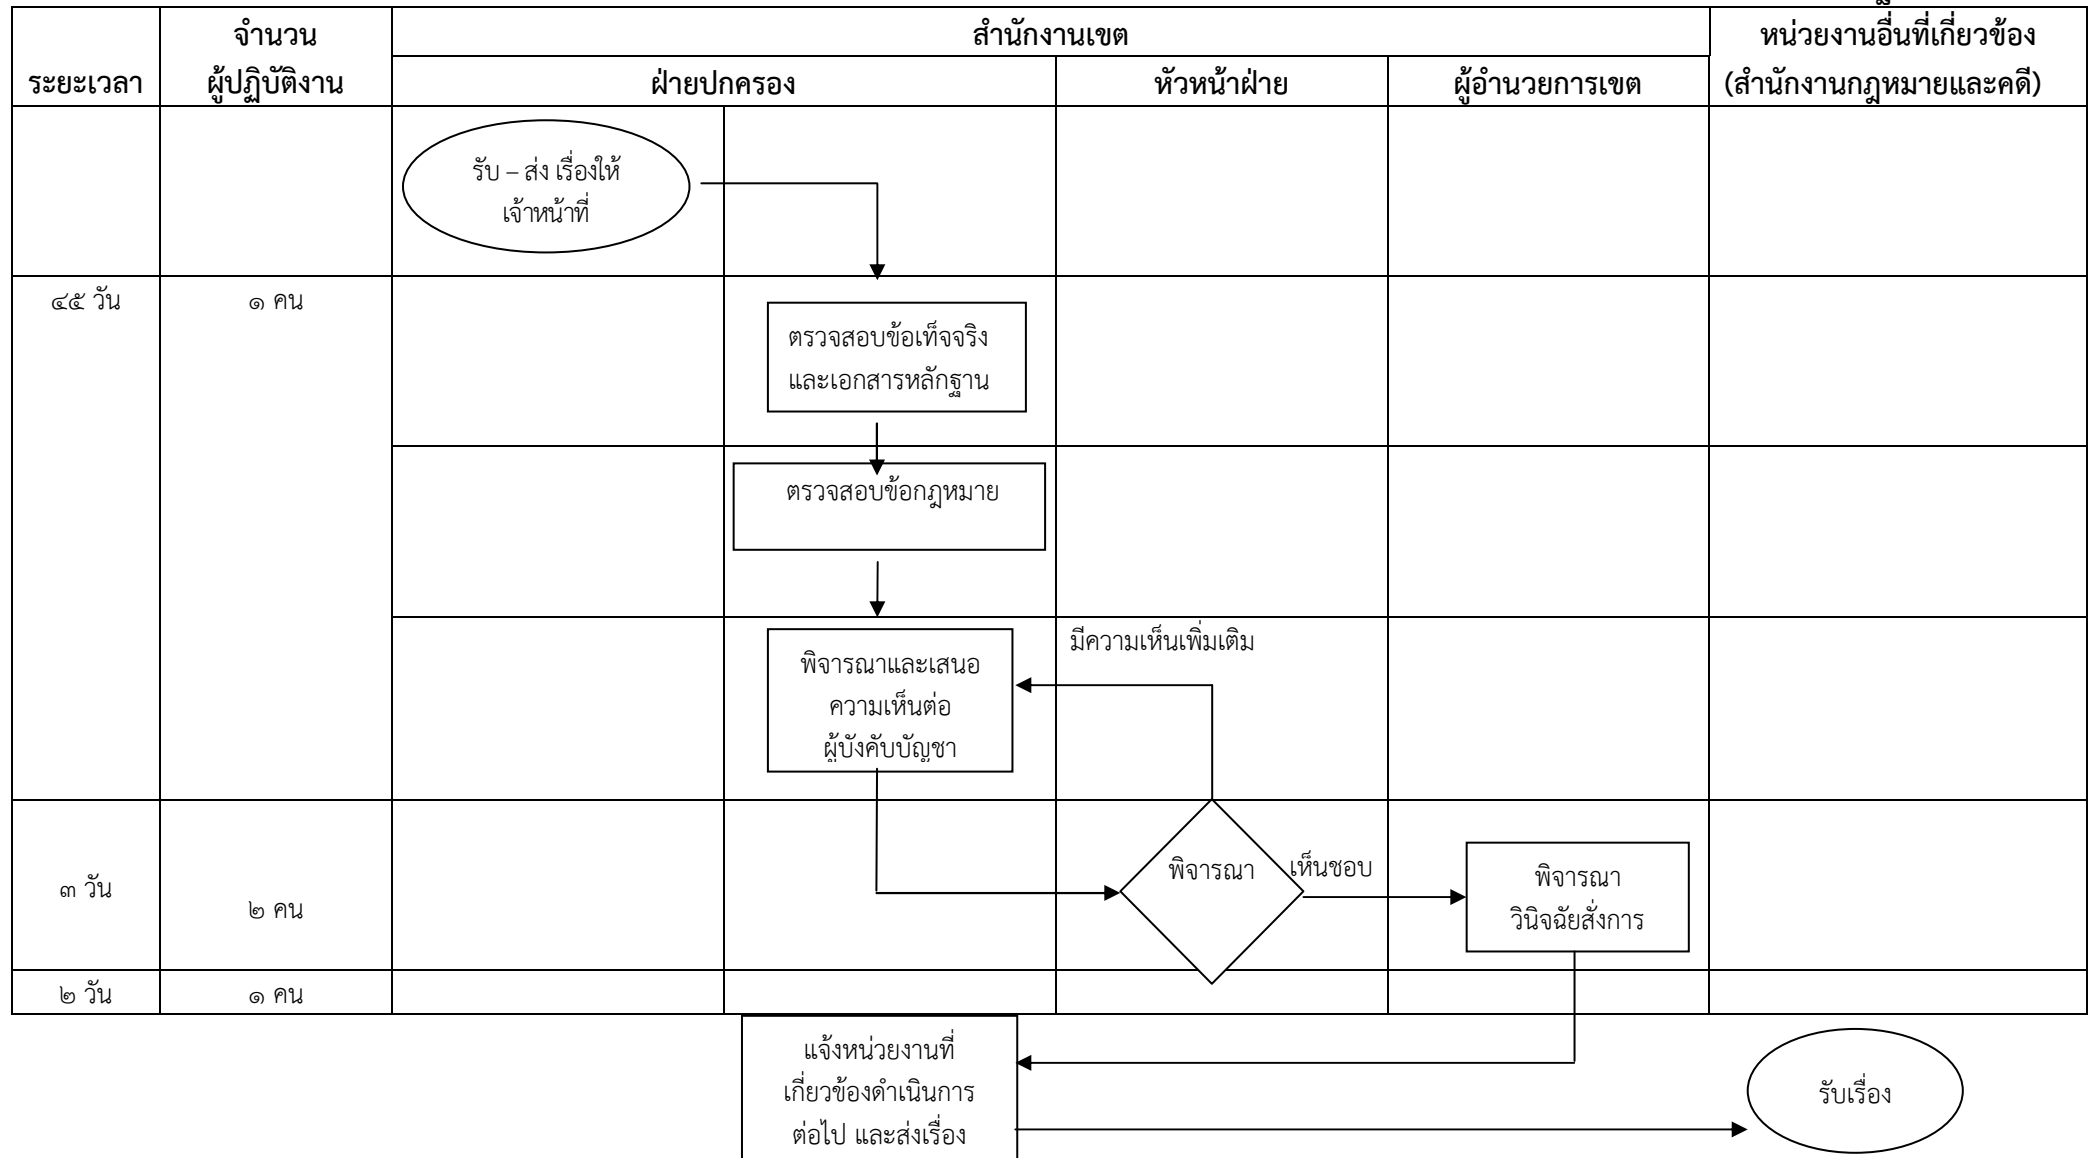 ระยะเวลา
จำนวน
ผู้ปฏิบัติงาน
สำนักงานเขต
ฝ่ายปกครอง
หัวหน้าฝ่าย
ผู้อำนวยการเขต
หน่วยงานอื่นที่เกี่ยวข้อง
(สำนักงานกฎหมายและคดี)
รับ – ส่ง เรื่องให้
เจ้าหน้าที่
๔๕ วัน
๑ คน
ตรวจสอบข้อเท็จจริง
และเอกสารหลักฐาน
ตรวจสอบข้อกฎหมาย
พิจารณาและเสนอ
ความเห็นต่อ
ผู้บังคับบัญชา
มีความเห็นเพิ่มเติม
๓ วัน
๒ คน
พิจารณา
เห็นชอบ
พิจารณา
วินิจฉัยสั่งการ
๒ วัน
๑ คน
แจ้งหน่วยงานที่
เกี่ยวข้องดำเนินการ
ต่อไป และส่งเรื่อง
รับเรื่อง